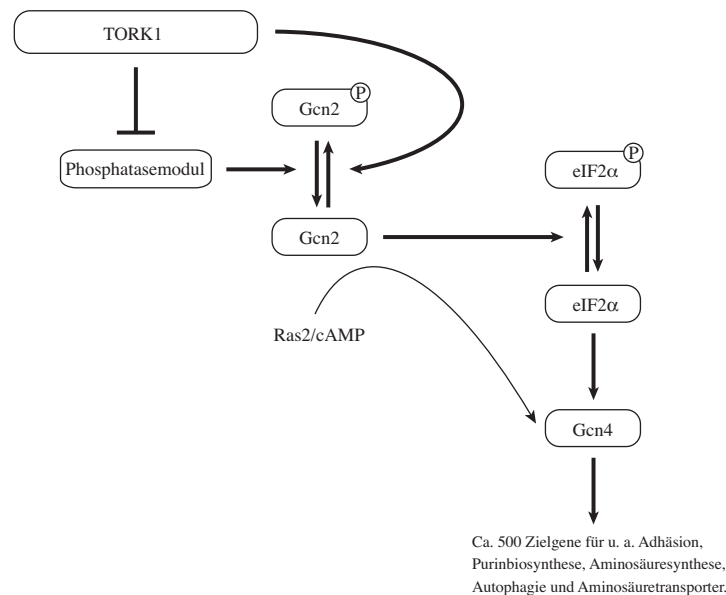 TORK1
P
Gcn2
Phosphatasemodul
P
eIF2α
Gcn2
eIF2α
Ras2/cAMP
Gcn4
Ca. 500 Zielgene für u. a. Adhäsion,
Purinbiosynthese, Aminosäuresynthese,
Autophagie und Aminosäuretransporter.